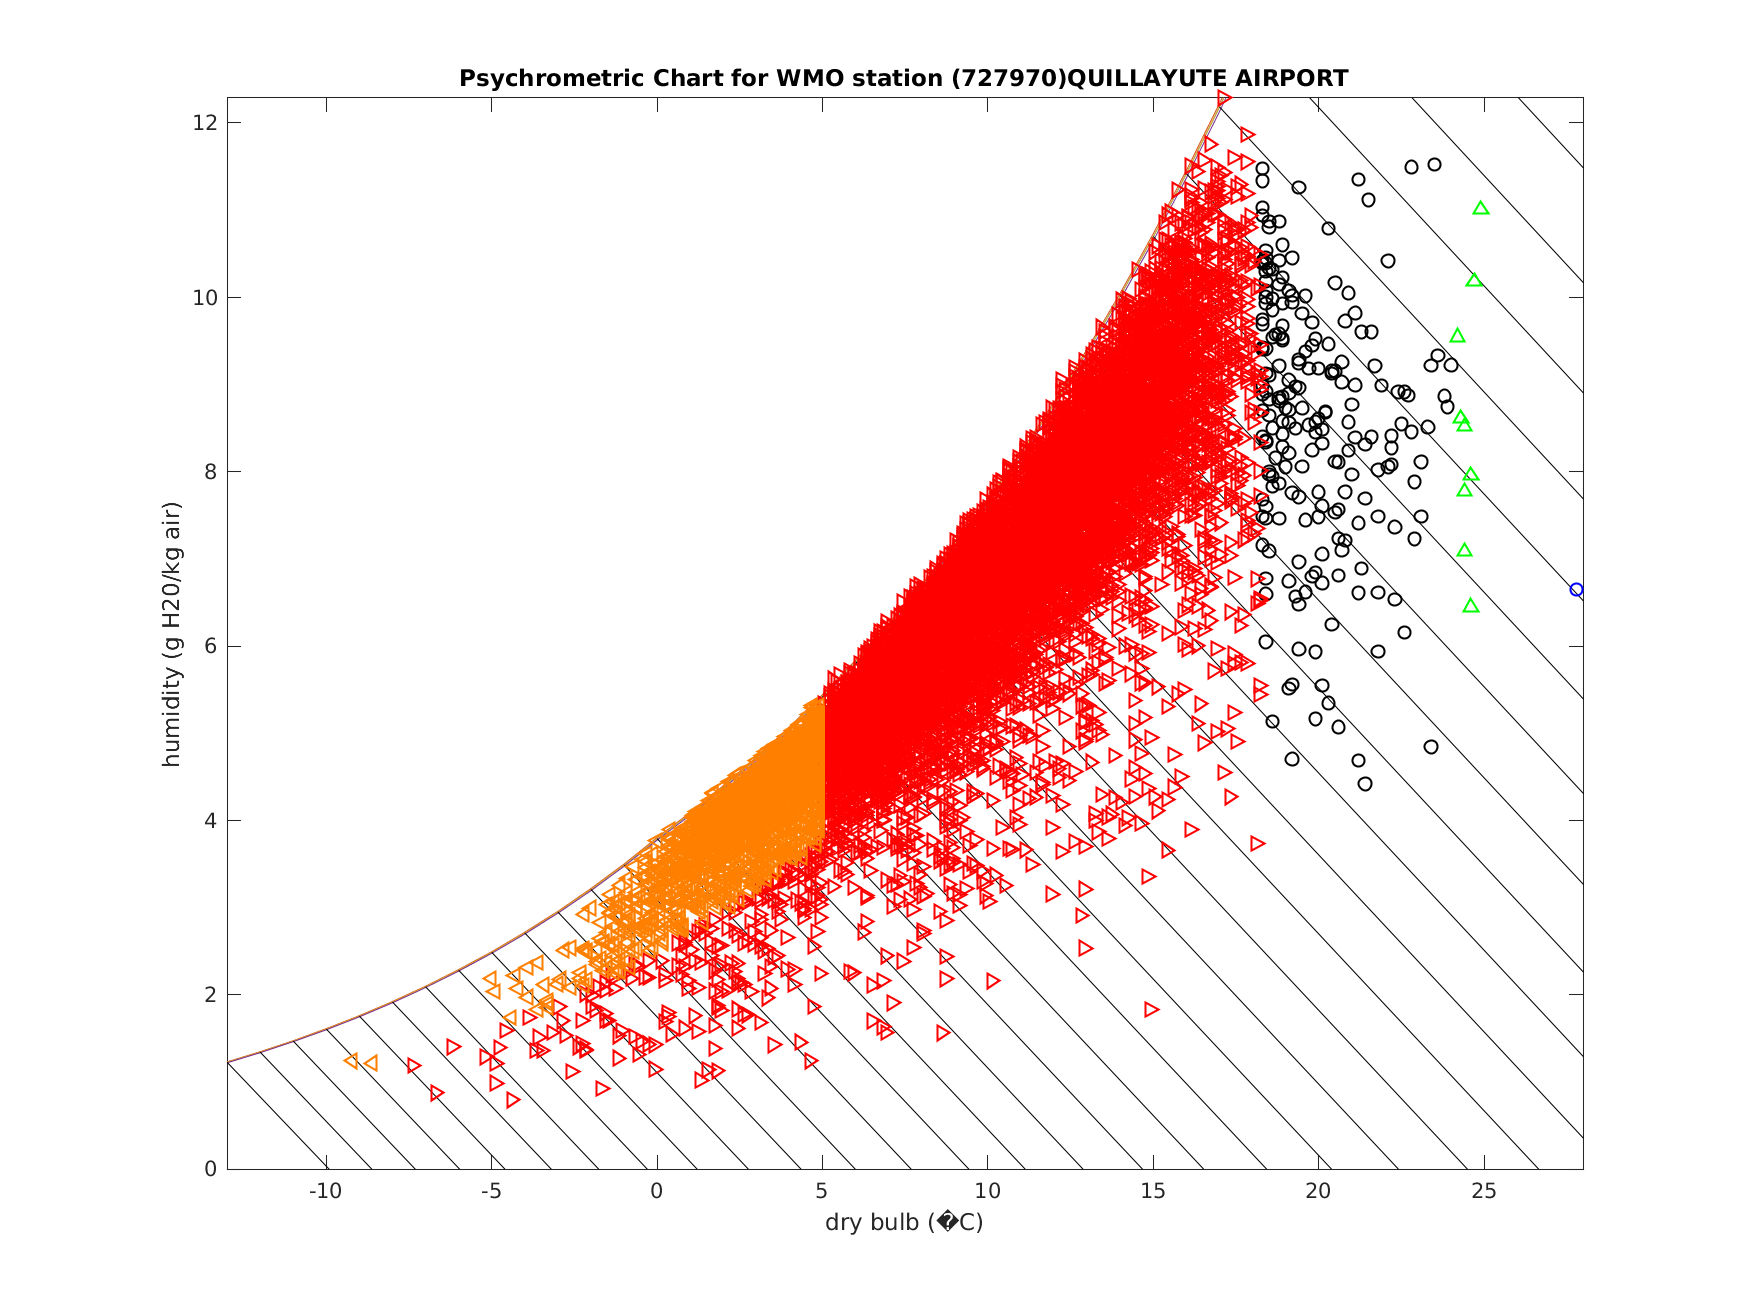 Psychrometric Chart for WMO station (727970)QUILLAYUTE AIRPORT
12
10
8
6
4
2
0
humidity (g H20/kg air)
-10 -5 0 5 10 15 20 25
dry bulb (�C)